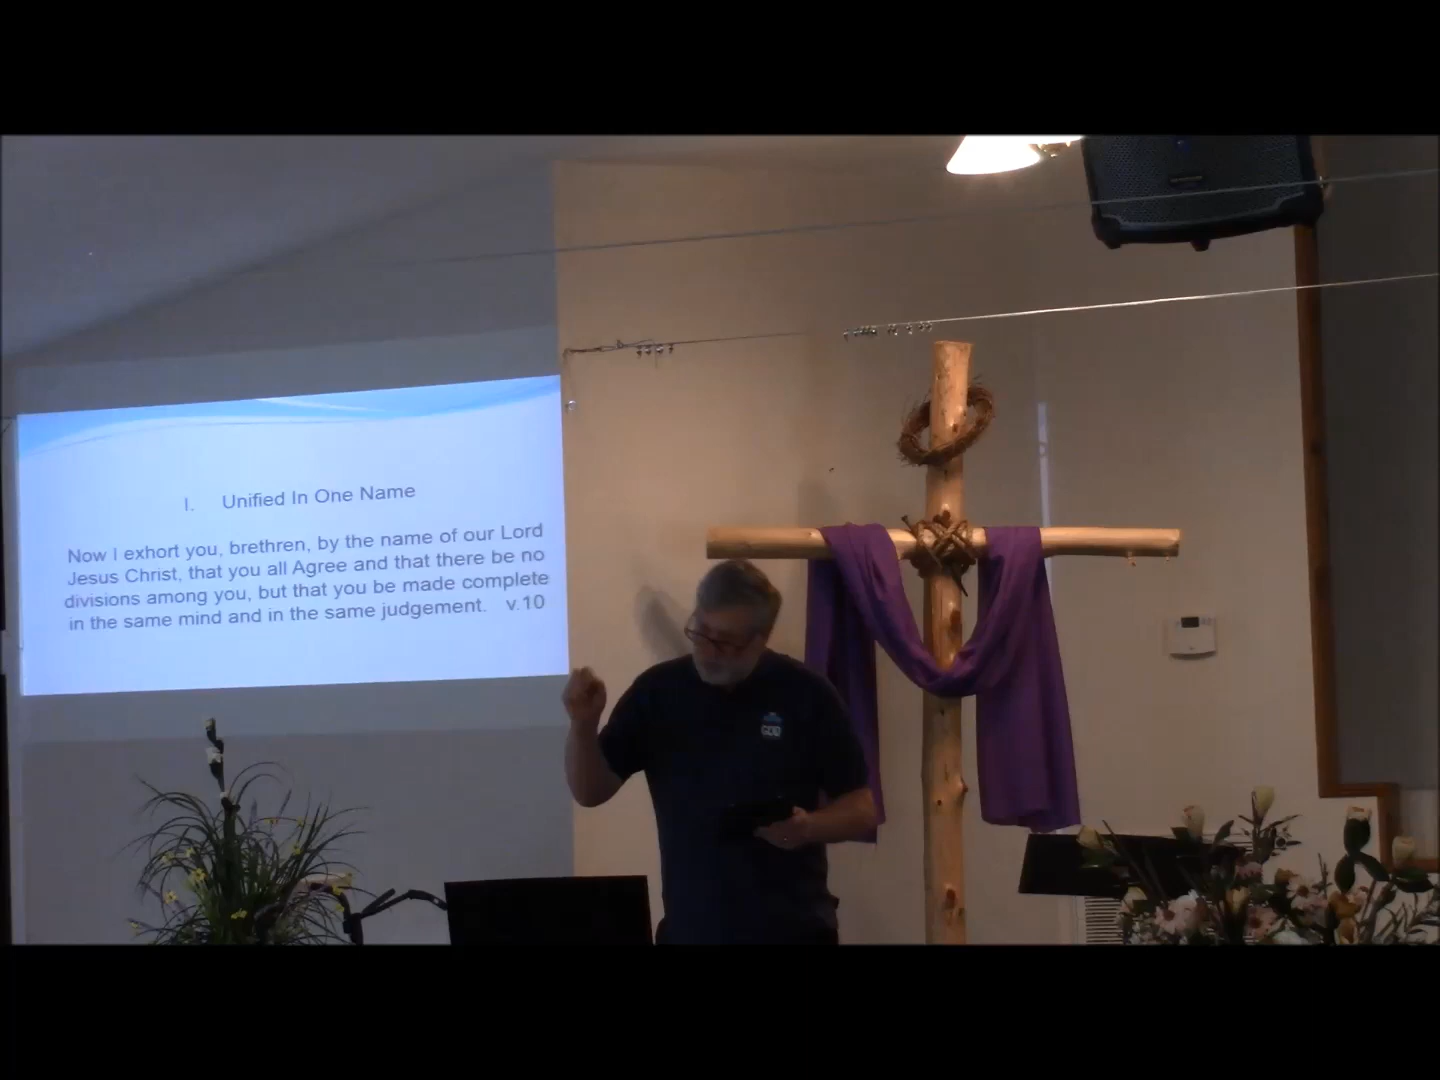 I. Unified In One Name
Now I exhort you, brethren, by the name of our Lord
Jesus Christ, that you all Agree and that there be no
divisions among you, but that you be made complete
in the same mind and in the same judgement. v.10
GOD